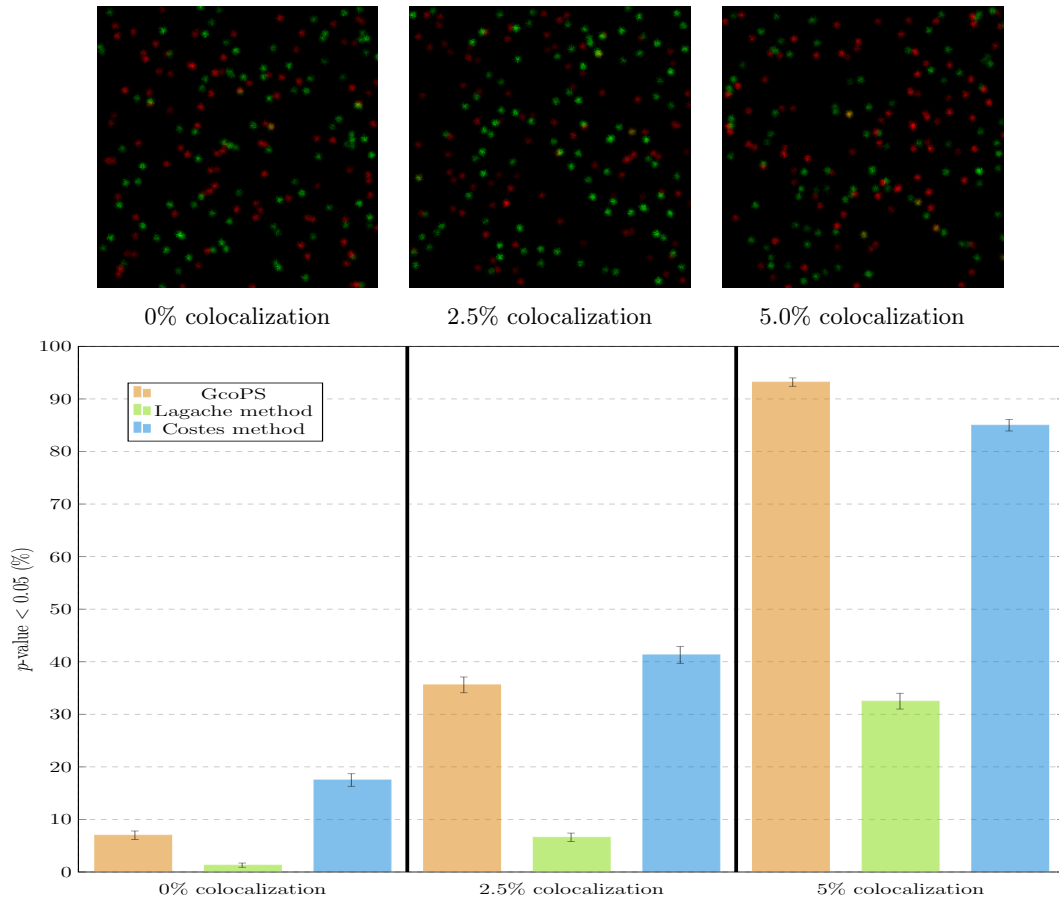 0% colocalization
2.5% colocalization
5.0% colocalization
100
90
80
70
60
50
40
30
20
10
0
p-value < 0.05 (%)
GcoPS
Lagache method
Costes method
0% colocalization
2.5% colocalization
5% colocalization